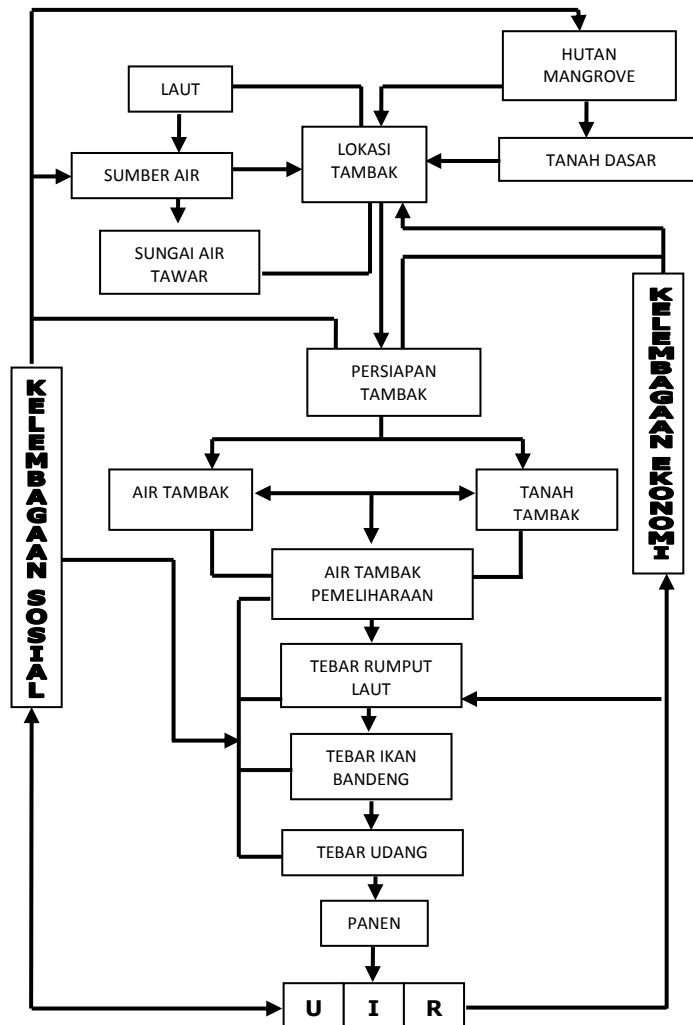 HUTAN
MANGROVE
LAUT
LOKASI
TAMBAK
TANAH DASAR
SUMBER AIR
SUNGAI AIR
TAWAR
KELEMBAGAAN EKONOMI
PERSIAPAN
TAMBAK
KELEMBAGAAN SOSIAL
AIR TAMBAK
TANAH
TAMBAK
AIR TAMBAK
PEMELIHARAAN
TEBAR RUMPUT
LAUT
TEBAR IKAN
BANDENG
TEBAR UDANG
PANEN
U I R